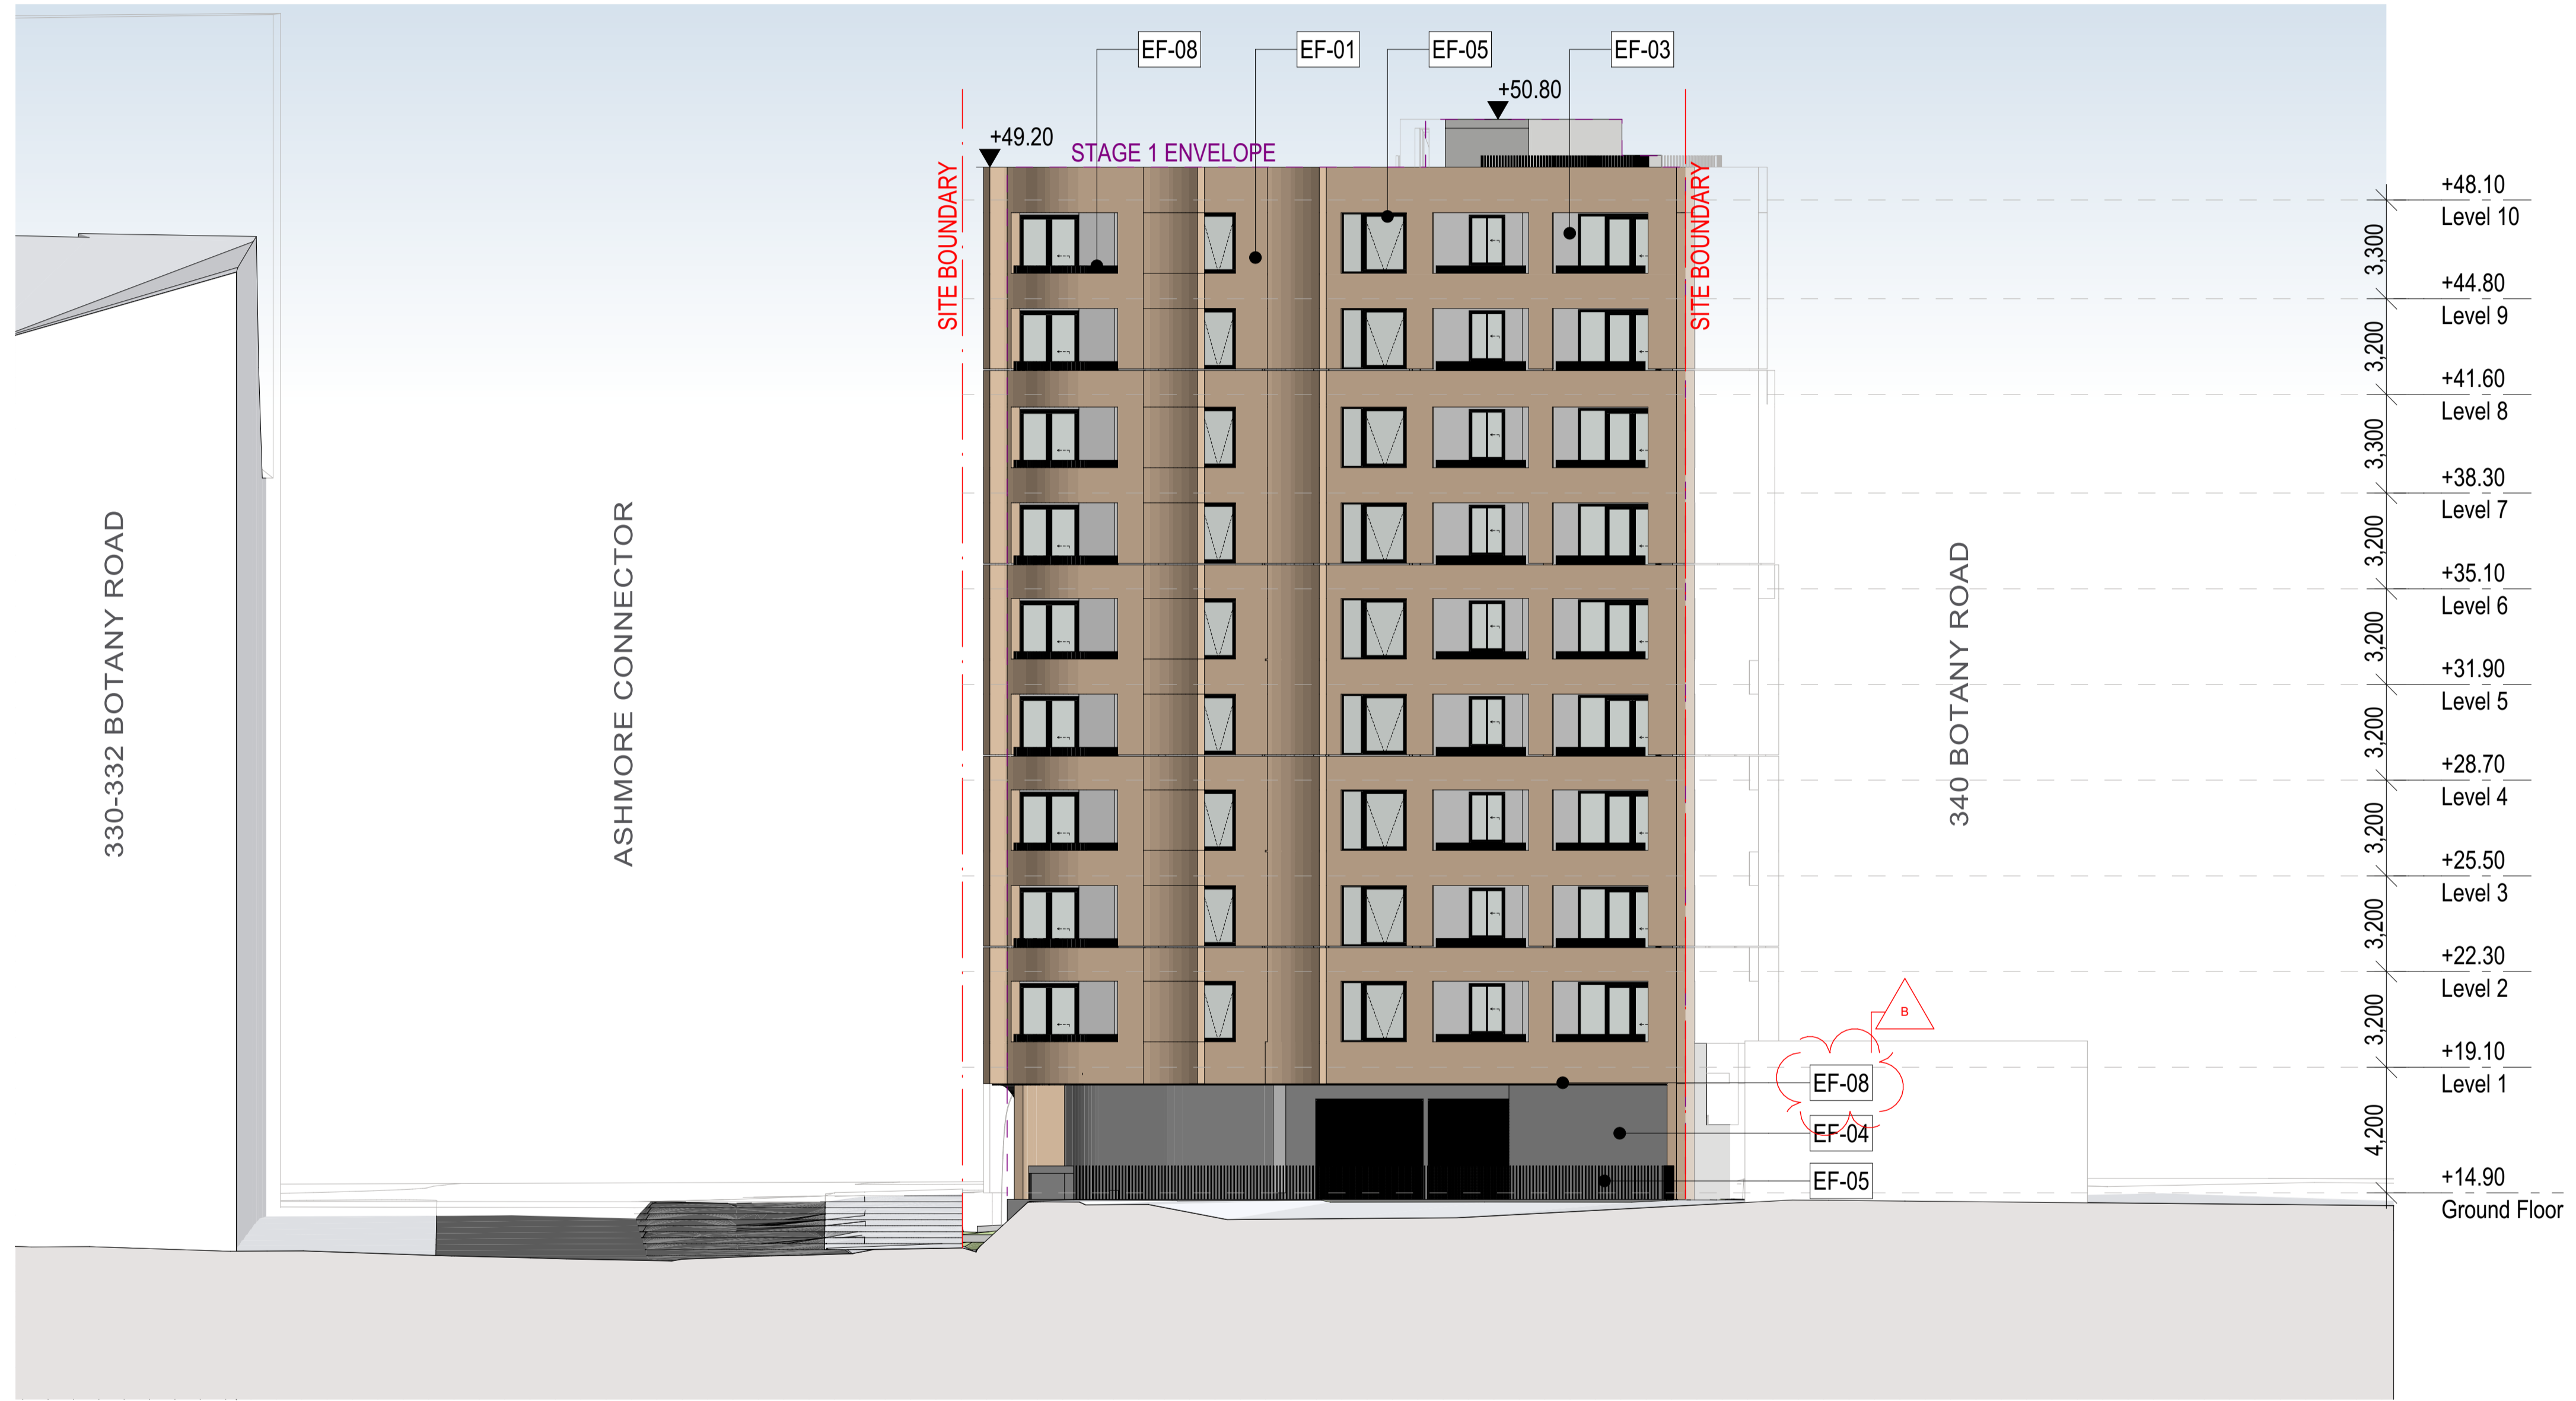 EF-08
EF-01
EF-05
EF-03
+50.80
+49.20
STAGE 1 ENVELOPE
SITE BOUNDARY
SITE BOUNDARY
330-332 BOTANY ROAD
ASHMORE CONNECTOR
340 BOTANY ROAD
+48.10
Level 10
3,300
+44.80
Level 9
3,200
+41.60
Level 8
3,300
+38.30
Level 7
3,200
+35.10
Level 6
3,200
+31.90
Level 5
3,200
+28.70
Level 4
3,200
+25.50
Level 3
3,200
+22.30
Level 2
3,200
+19.10
Level 1
4,200
+14.90
Ground Floor
B
EF-08
EF-04
EF-05